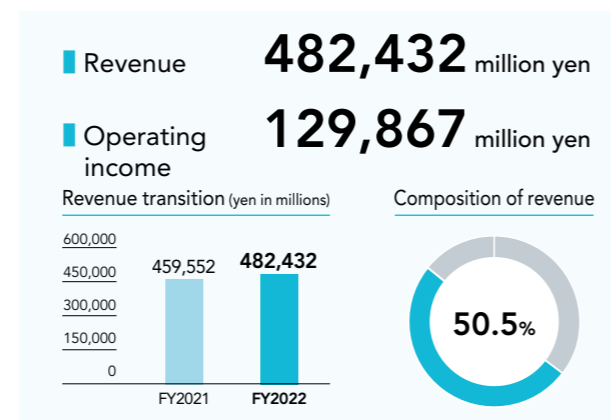 Revenue 482,432 million yen
Operating income 129,867 million yen
Revenue transition (yen in millions)
600,000
450,000
300,000
150,000
0
459,552
482,432
FY2021
FY2022
Composition of revenue
50.5%